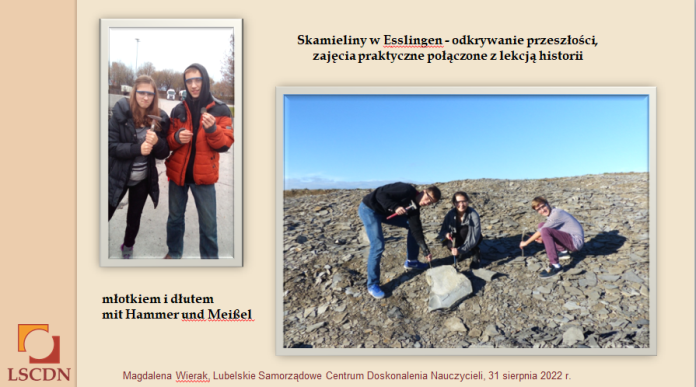 Skamieliny w Esslingen - odkrywanie przeszłości,
zajęcia praktyczne połączone z lekcją historii
młotkiem i dłutem
mit Hammer und Meißel
LSCDN
Magdalena Wierak, Lubelskie Samorządowe Centrum Doskonalenia Nauczycieli, 31 sierpnia 2022 r.